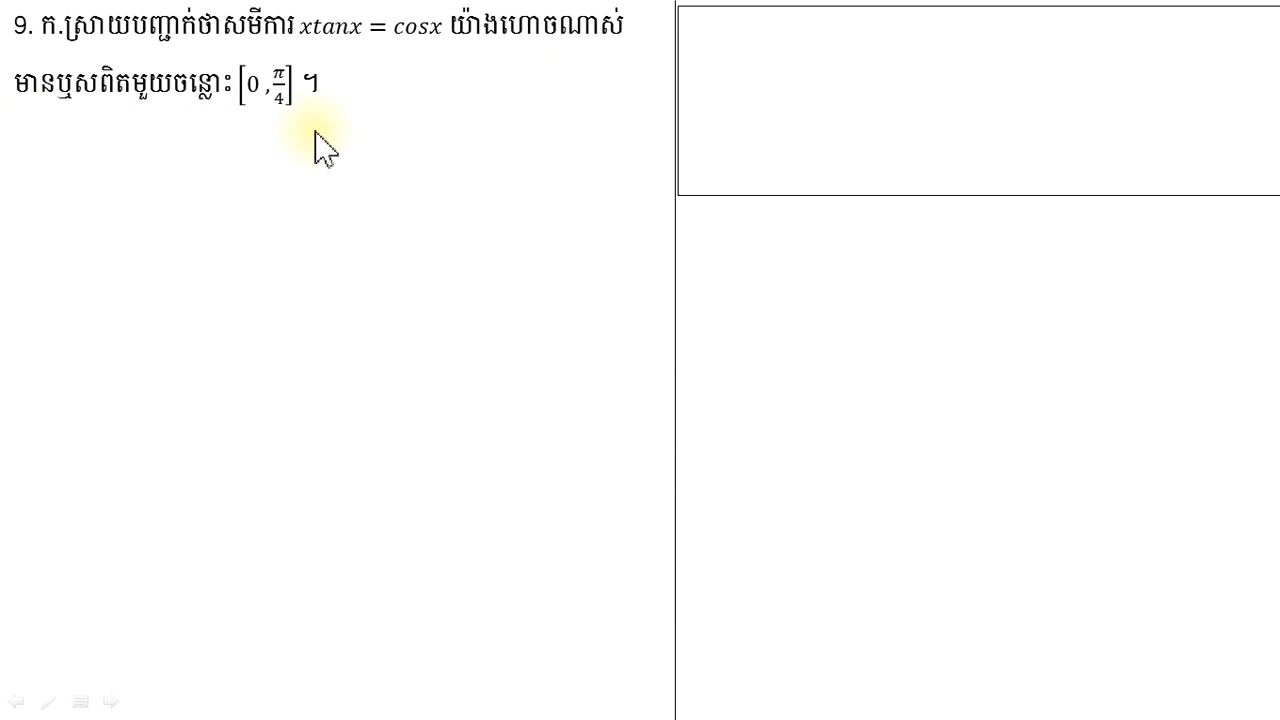 9. ក.ស្រាយបញ្ជាក់ថាសមីការ xtanx = cosx យ៉ាងហោចណាស់
មានឬសពិតមួយចន្លោះ [0 , π/4] ។